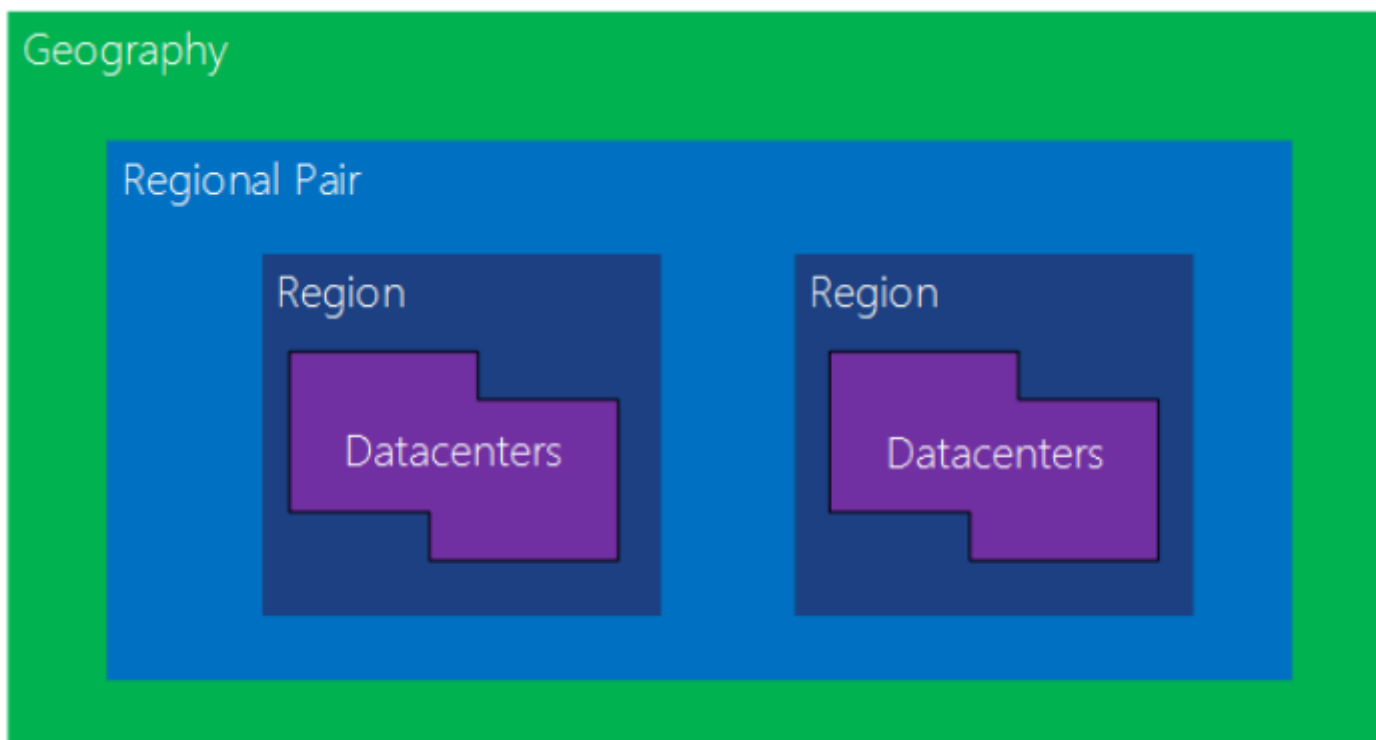 Geography
Regional Pair
Region
Region
Datacenters
Datacenters